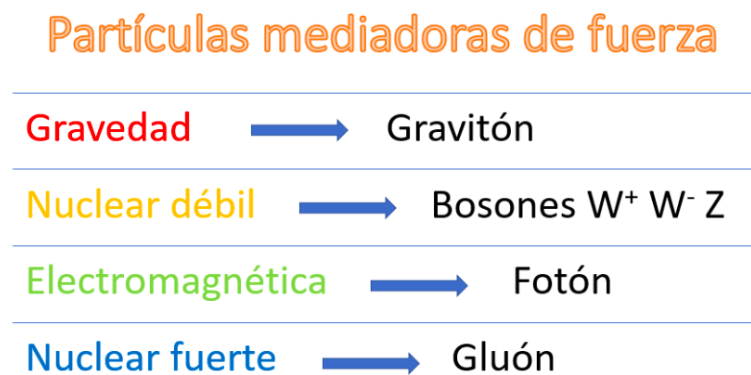 Partículas mediadoras de fuerza
Gravedad Gravitón
Nuclear débil Bosones W⁺ W⁻ Z
Electromagnética Fotón
Nuclear fuerte Gluón